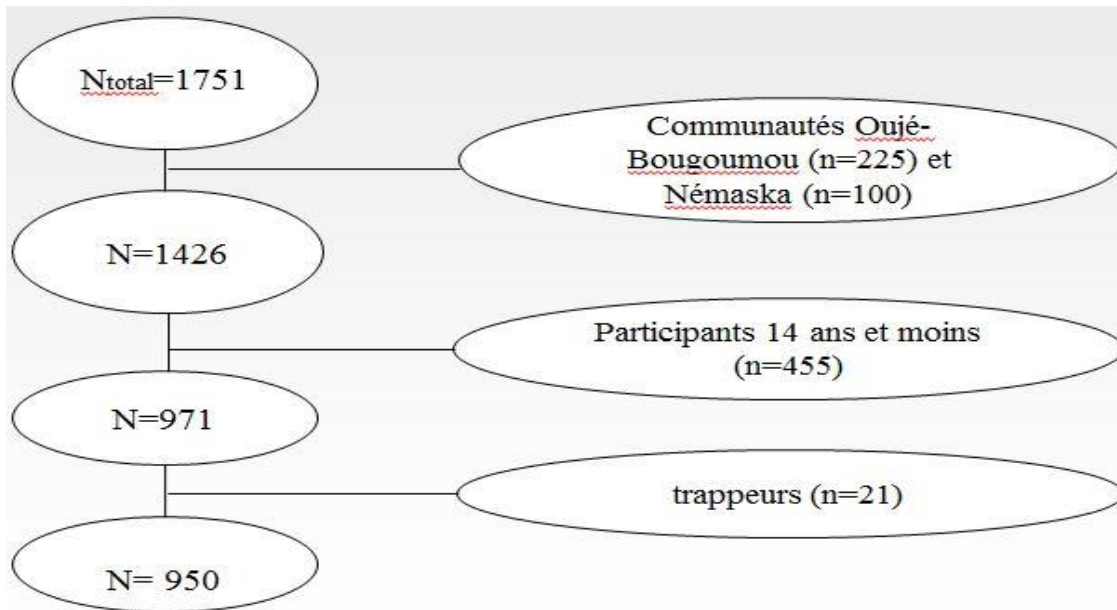 Ntotal=1751
Communautés Oujé-
Bougoumou (n=225) et
Némaska (n=100)
N=1426
Participants 14 ans et moins
(n=455)
N=971
trappeurs (n=21)
N= 950